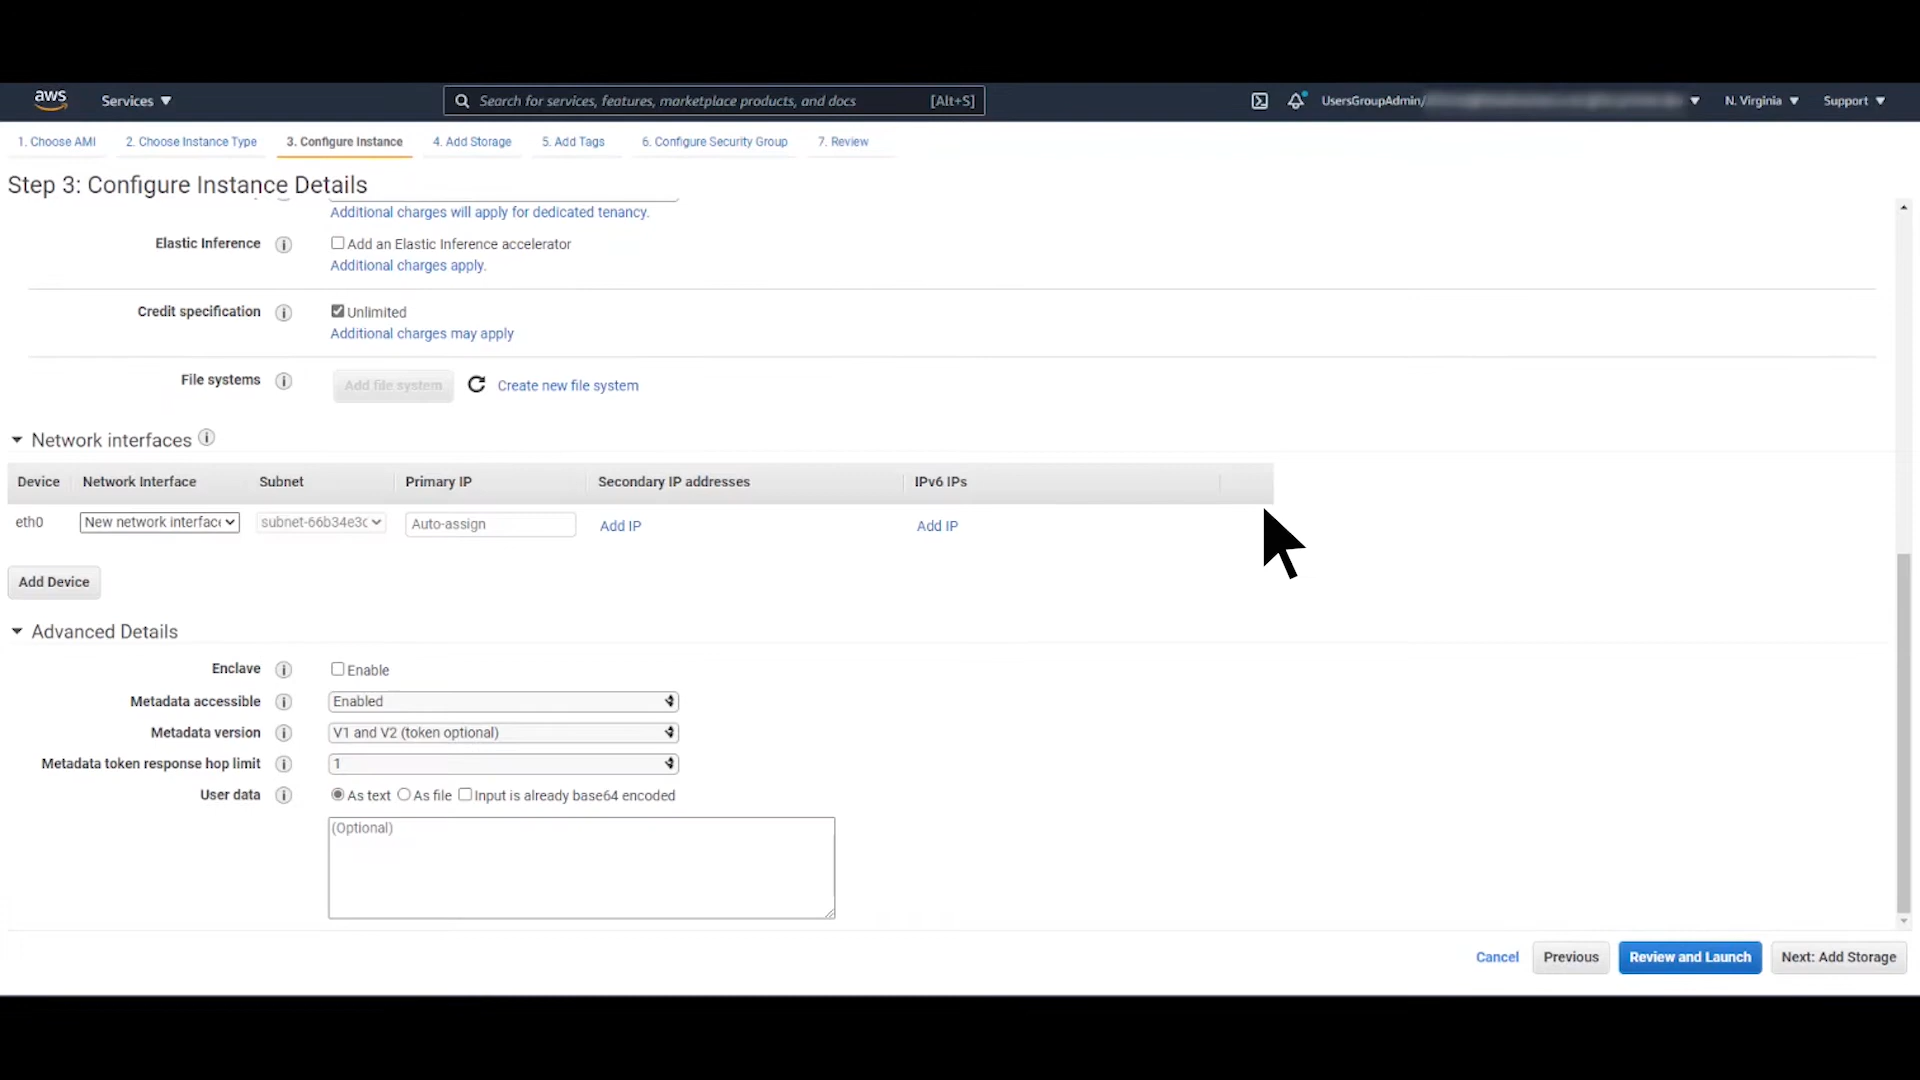 aws
Services
Search for services, features, marketplace products, and docs [Alt+S]
UsersGroupAdmin/
N. Virginia
Support
1. Choose AMI
2. Choose Instance Type
3. Configure Instance
4. Add Storage
5. Add Tags
6. Configure Security Group
7. Review
Step 3: Configure Instance Details
Additional charges will apply for dedicated tenancy.
Elastic Inference
Add an Elastic Inference accelerator
Additional charges apply.
Credit specification
Unlimited
Additional charges may apply
File systems
Add file system
Create new file system
Network interfaces
Device
Network Interface
Subnet
Primary IP
Secondary IP addresses
IPv6 IPs
eth0
New network interfac
subnet-66b34e3c
Auto-assign
Add IP
Add IP
Add Device
Advanced Details
Enclave
Enable
Metadata accessible
Enabled
Metadata version
V1 and V2 (token optional)
Metadata token response hop limit
1
User data
As text
As file
Input is already base64 encoded
(Optional)
Cancel
Previous
Review and Launch
Next: Add Storage